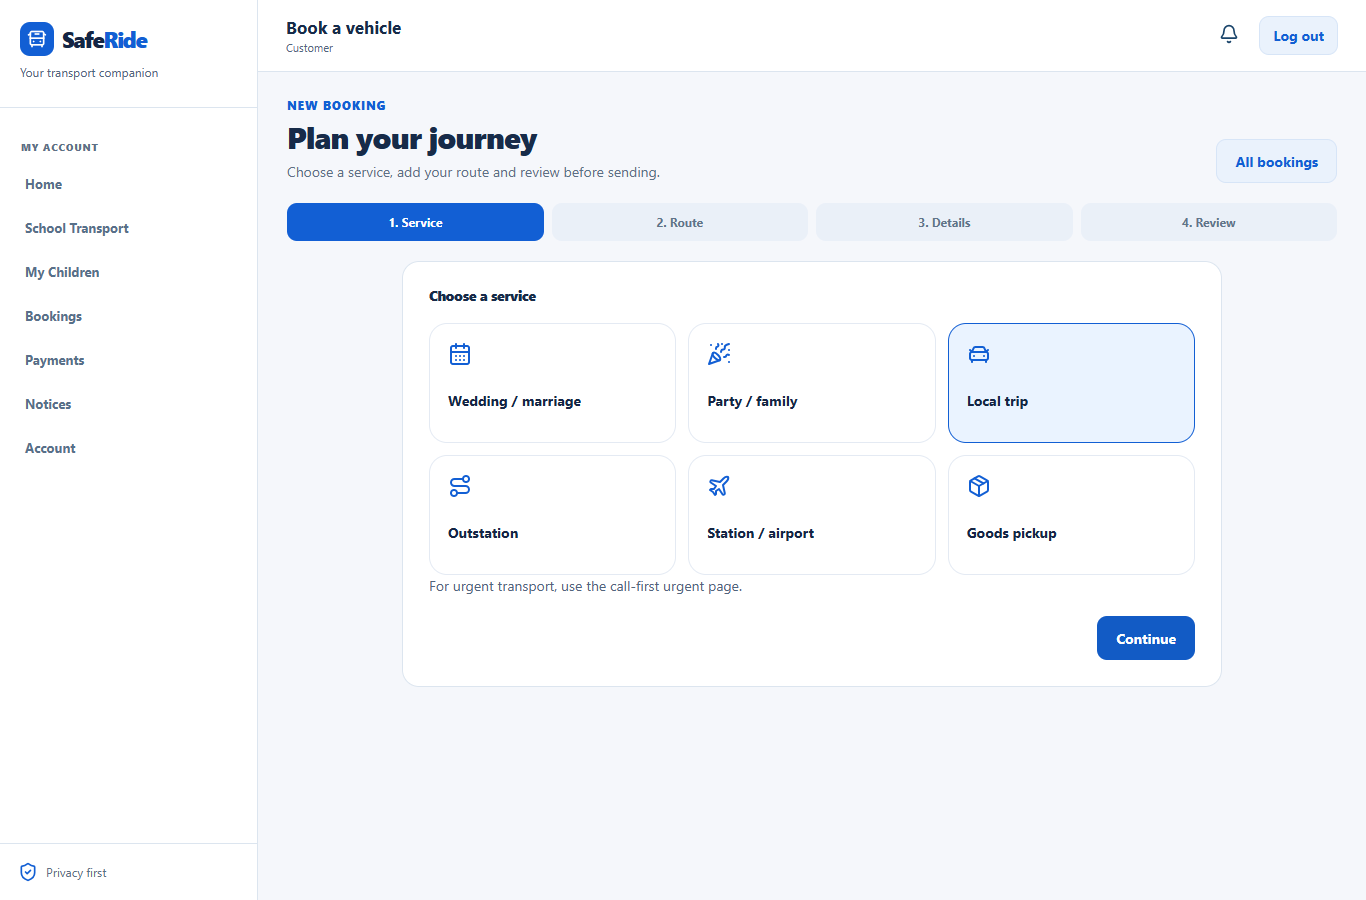 SafeRide
Your transport companion
MY ACCOUNT
Home
School Transport
My Children
Bookings
Payments
Notices
Account
Privacy first
Book a vehicle
Customer
Log out
NEW BOOKING
Plan your journey
Choose a service, add your route and review before sending.
All bookings
1. Service
2. Route
3. Details
4. Review
Choose a service
Wedding / marriage
Party / family
Local trip
Outstation
Station / airport
Goods pickup
For urgent transport, use the call-first urgent page.
Continue